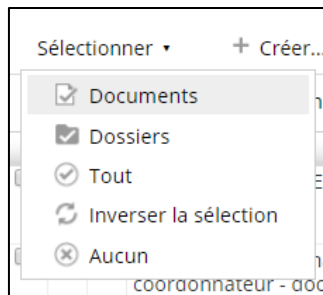 Sélectionner ▾ + Créer...
Documents
Dossiers
Tout
Inverser la sélection
Aucun
coordonnateur - doc